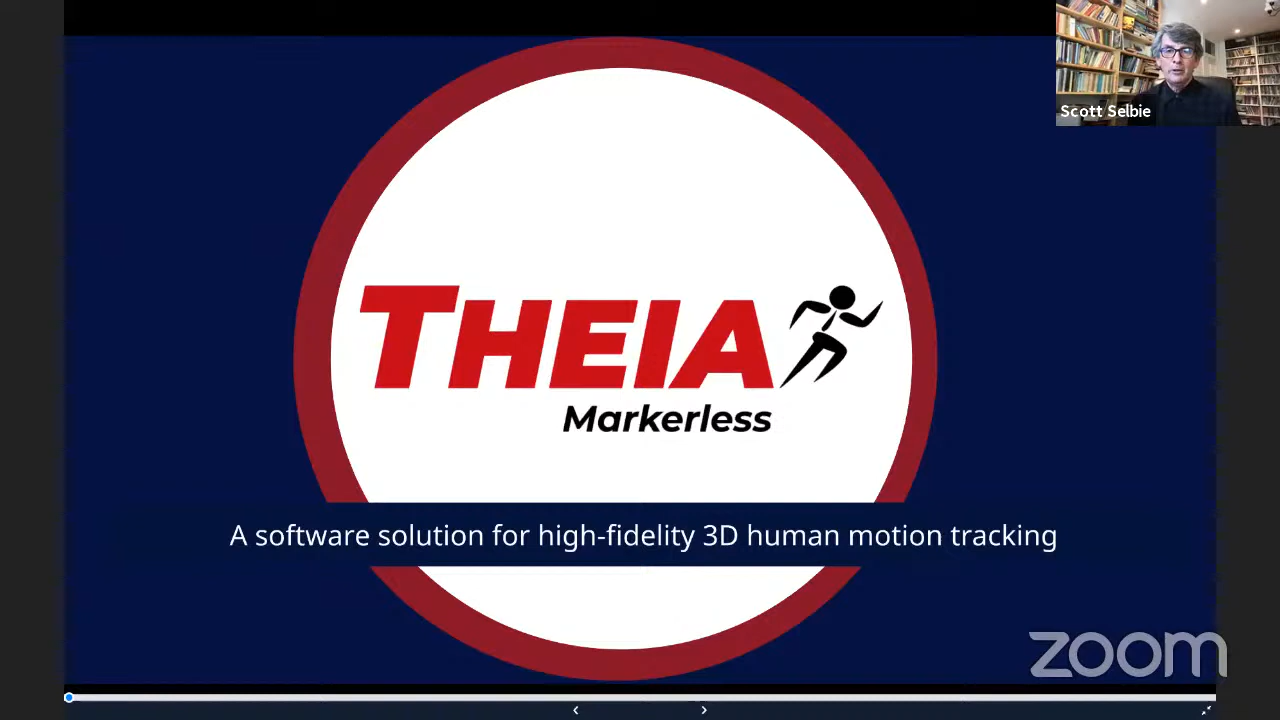 Scott Selbie
THEIA
Markerless
A software solution for high-fidelity 3D human motion tracking
zoom